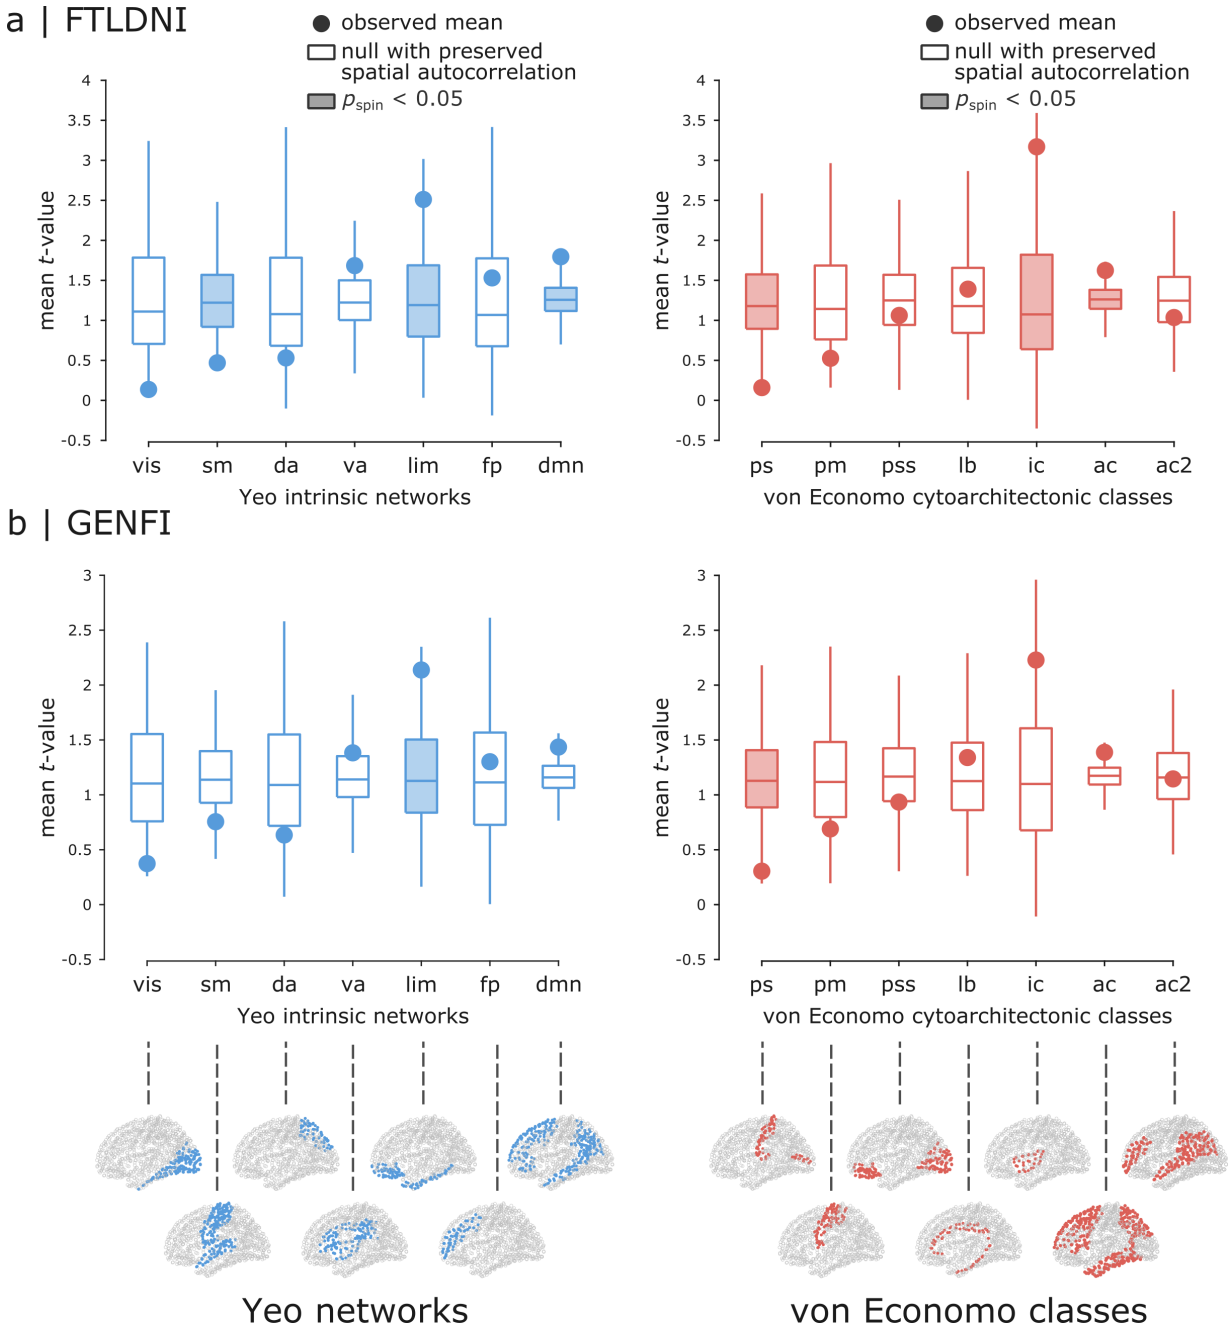 a | FTLDNI
observed mean
null with preserved
spatial autocorrelation
pspin < 0.05
4
3.5
3
2.5
2
1.5
1
0.5
0
-0.5
mean t-value
vis sm da va lim fp dmn
Yeo intrinsic networks
observed mean
null with preserved
spatial autocorrelation
pspin < 0.05
4
3.5
3
2.5
2
1.5
1
0.5
0
-0.5
mean t-value
ps pm pss lb ic ac ac2
von Economo cytoarchitectonic classes
b | GENFI
3
2.5
2
1.5
1
0.5
0
-0.5
mean t-value
vis sm da va lim fp dmn
Yeo intrinsic networks
3
2.5
2
1.5
1
0.5
0
-0.5
mean t-value
ps pm pss lb ic ac ac2
von Economo cytoarchitectonic classes
Yeo networks
von Economo classes